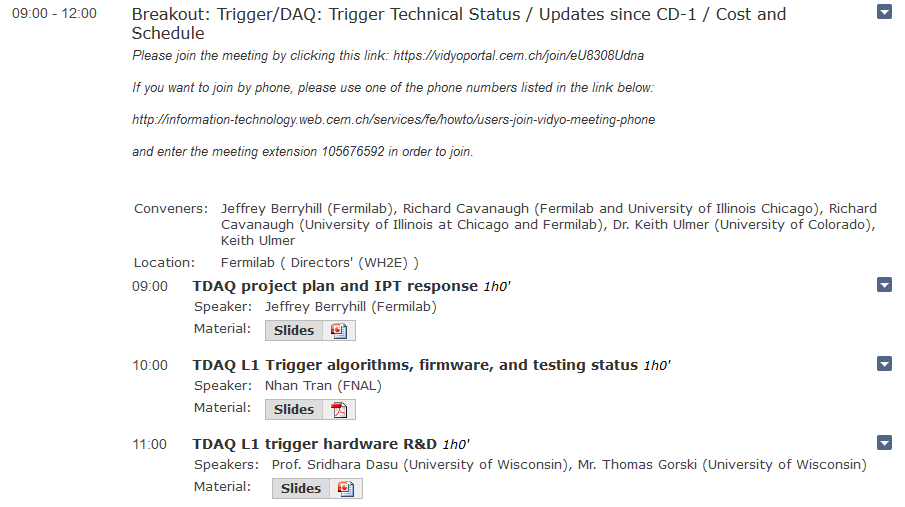 09:00 - 12:00 Breakout: Trigger/DAQ: Trigger Technical Status / Updates since CD-1 / Cost and
Schedule
Please join the meeting by clicking this link: https://vidyoportal.cern.ch/join/eU8308Udna
If you want to join by phone, please use one of the phone numbers listed in the link below:
http://information-technology.web.cern.ch/services/fe/howto/users-join-vidyo-meeting-phone
and enter the meeting extension 105676592 in order to join.
Conveners: Jeffrey Berryhill (Fermilab), Richard Cavanaugh (Fermilab and University of Illinois Chicago), Richard
Cavanaugh (University of Illinois at Chicago and Fermilab), Dr. Keith Ulmer (University of Colorado),
Keith Ulmer
Location: Fermilab ( Directors' (WH2E) )
09:00 TDAQ project plan and IPT response 1h0'
Speaker: Jeffrey Berryhill (Fermilab)
Material: Slides
10:00 TDAQ L1 Trigger algorithms, firmware, and testing status 1h0'
Speaker: Nhan Tran (FNAL)
Material: Slides
11:00 TDAQ L1 trigger hardware R&D 1h0'
Speakers: Prof. Sridhara Dasu (University of Wisconsin), Mr. Thomas Gorski (University of Wisconsin)
Material: Slides